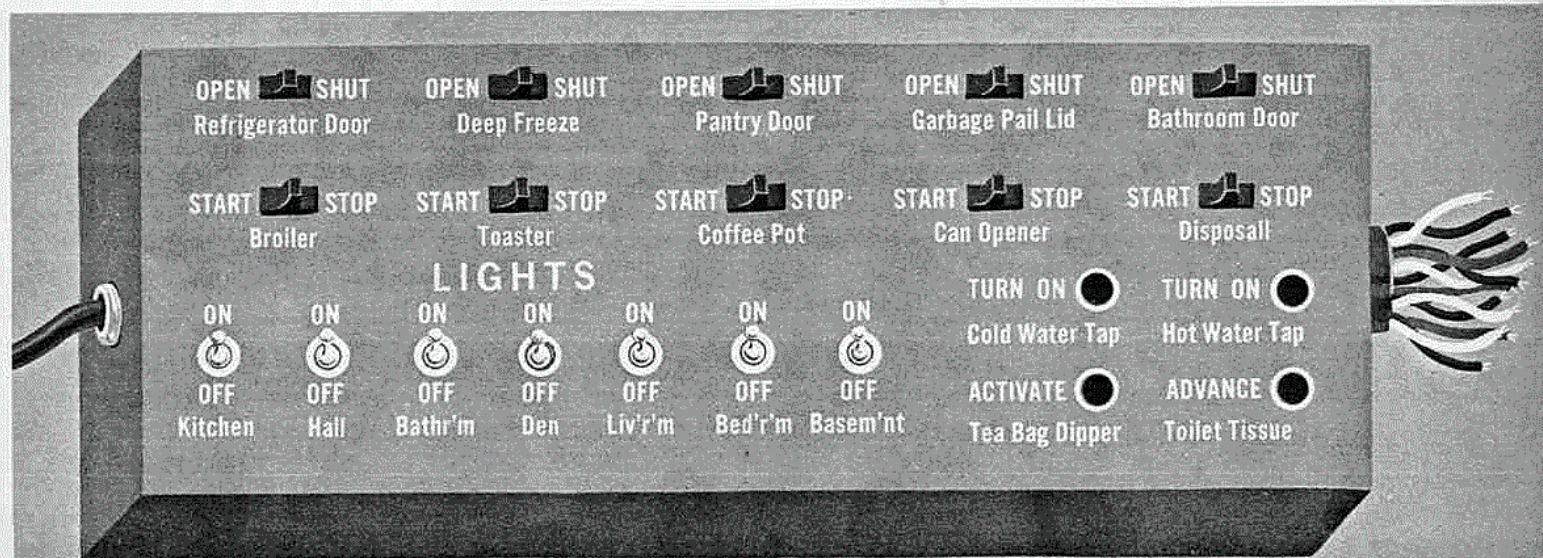 OPEN SHUT OPEN SHUT OPEN SHUT OPEN SHUT OPEN SHUT
Refrigerator Door Deep Freeze Pantry Door Garbage Pail Lid Bathroom Door
START STOP START STOP START STOP START STOP START STOP
Broiler Toaster Coffee Pot Can Opener Disposall
LIGHTS
ON ON ON ON ON ON ON
OFF OFF OFF OFF OFF OFF OFF
Kitchen Hall Bathr'm Den Liv'r'm Bed'r'm Basem'nt
TURN ON TURN ON
Cold Water Tap Hot Water Tap
ACTIVATE ADVANCE
Tea Bag Dipper Toilet Tissue